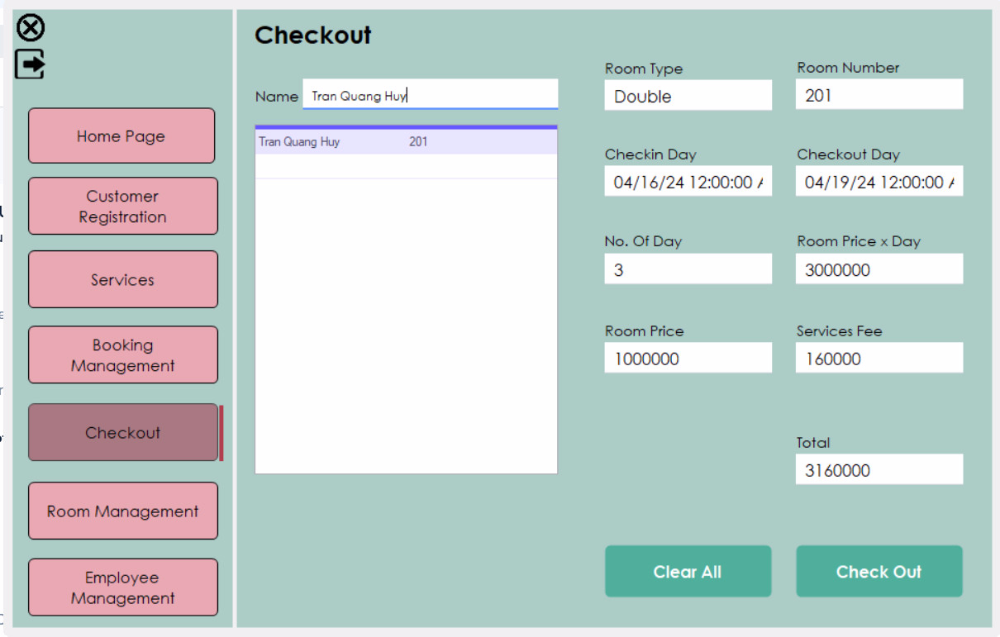 Home Page
Customer
Registration
Services
Booking
Management
Checkout
Room Management
Employee
Management
Checkout
Name Tran Quang Huy
Tran Quang Huy 201
Room Type Room Number
Double 201
Checkin Day Checkout Day
04/16/24 12:00:00 04/19/24 12:00:00
No. Of Day Room Price x Day
3 3000000
Room Price Services Fee
1000000 160000
Total
3160000
Clear All Check Out